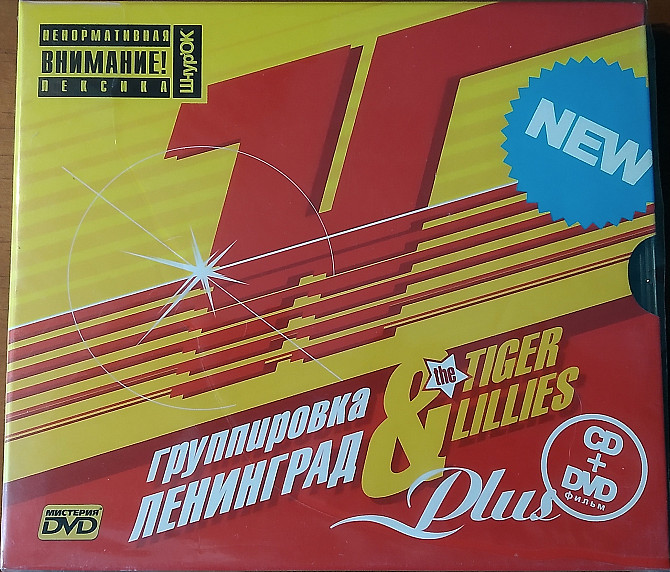 НЕНОРМАТИВНАЯ
ВНИМАНИЕ!
ЛЕКСИКА
ШнурОК
NEW
группировка
ЛЕНИНГРАД
&
the
TIGER
LILLIES
Plus
CD
+
DVD
ФИЛЬМ
МИСТЕРИЯ
DVD